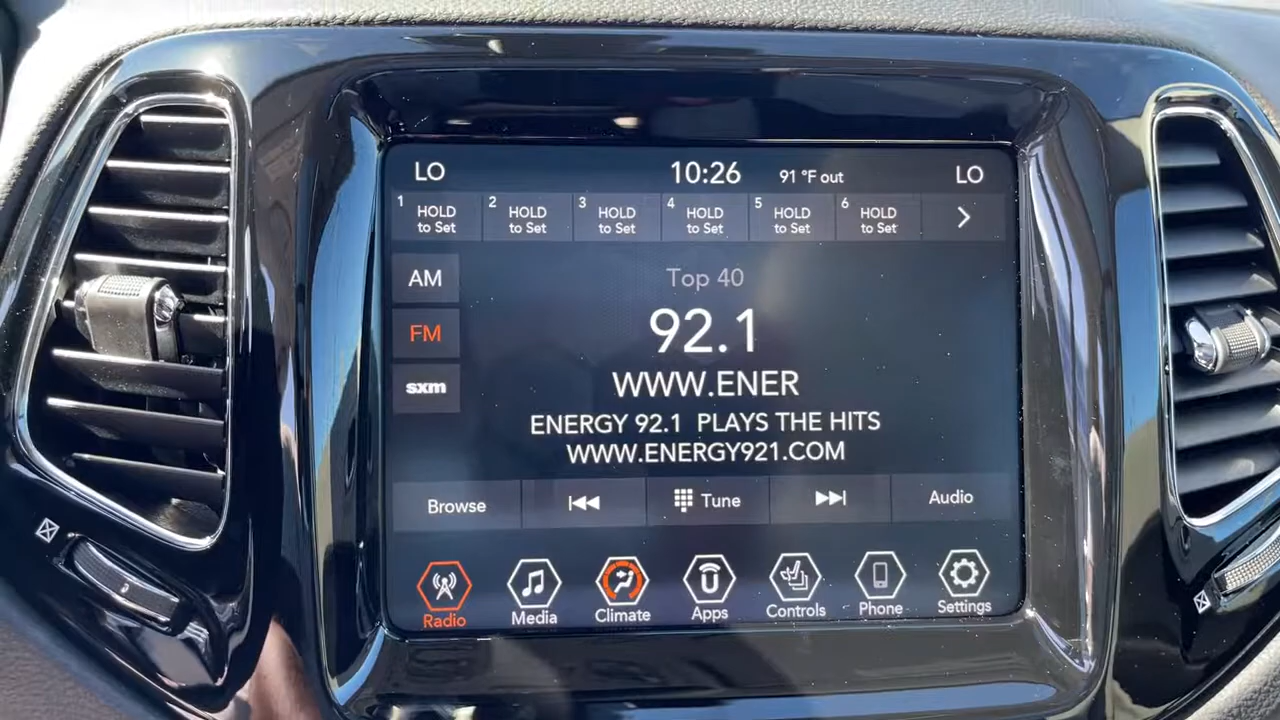 LO 10:26 91 °F out LO
1 HOLD to Set 2 HOLD to Set 3 HOLD to Set 4 HOLD to Set 5 HOLD to Set 6 HOLD to Set
AM
Top 40
FM
92.1
sxm
WWW.ENER
ENERGY 92.1 PLAYS THE HITS
WWW.ENERGY921.COM
Browse Tune Audio
Radio Media Climate Apps Controls Phone Settings